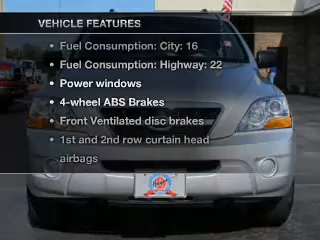 VEHICLE FEATURES
• Fuel Consumption: City: 16
• Fuel Consumption: Highway: 22
• Power windows
• 4-wheel ABS Brakes
• Front Ventilated disc brakes
• 1st and 2nd row curtain head
airbags